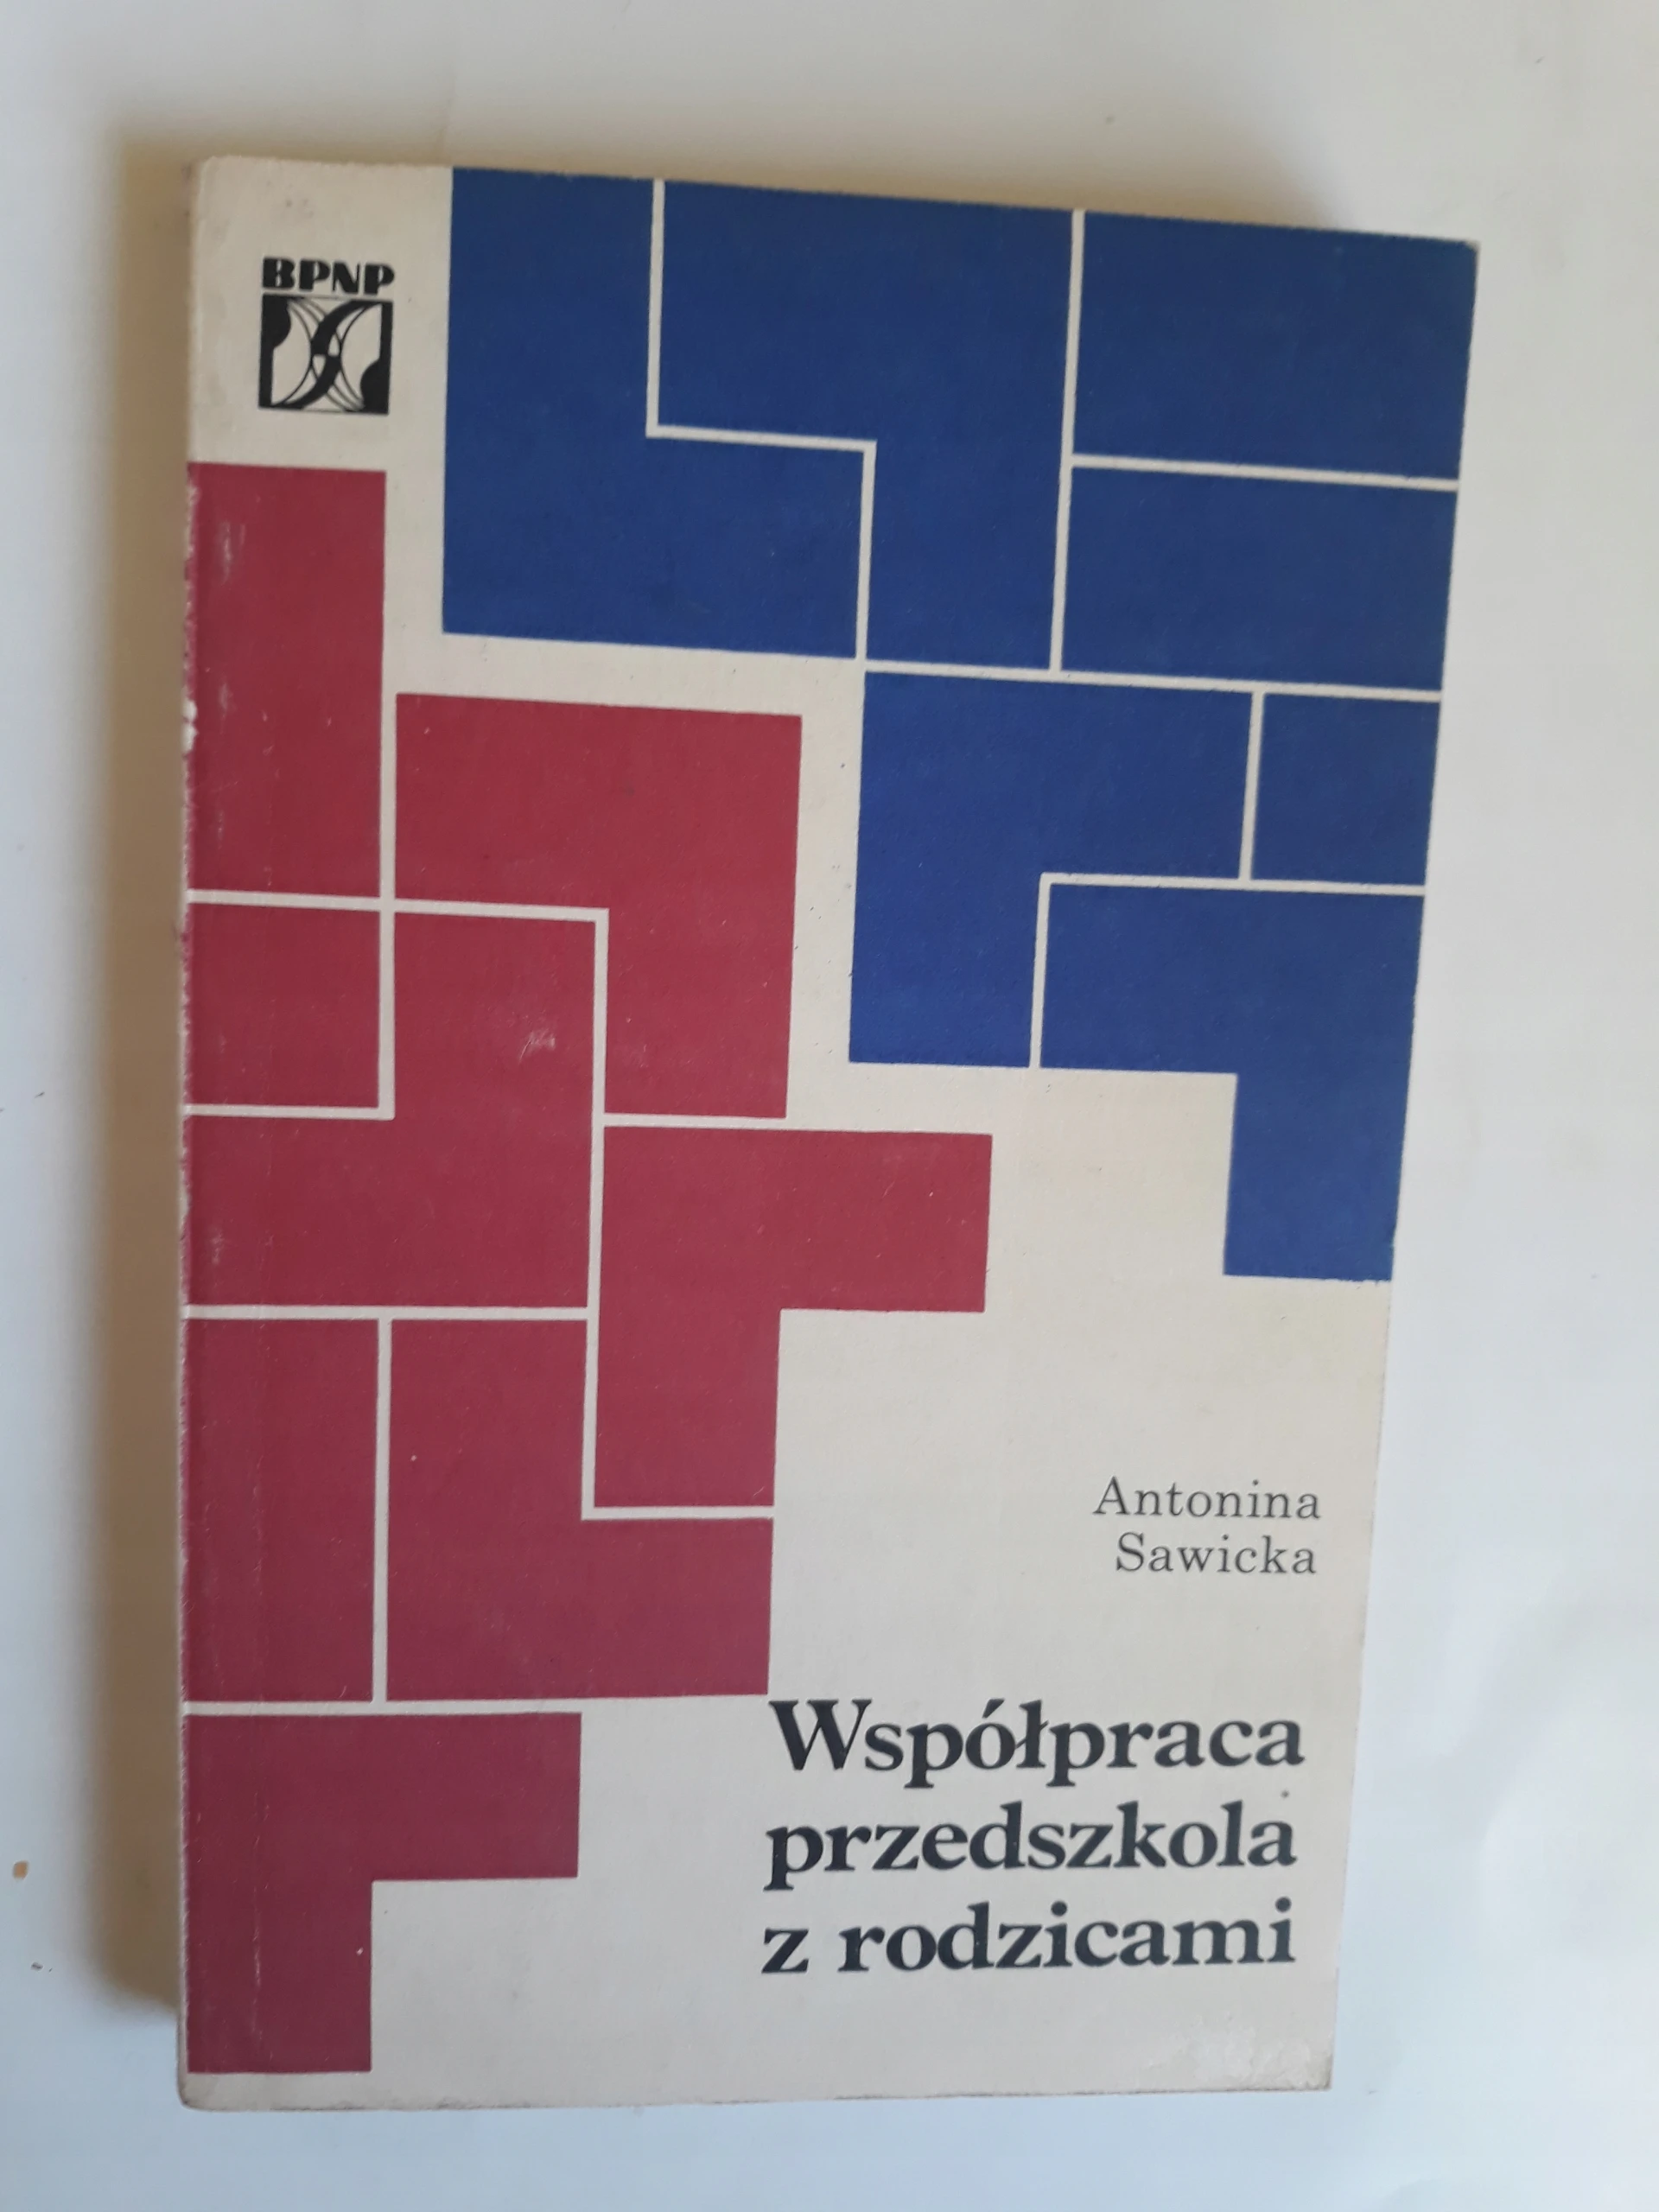 BPNP
Antonina
Sawicka
Współpraca
przedszkola
z rodzicami